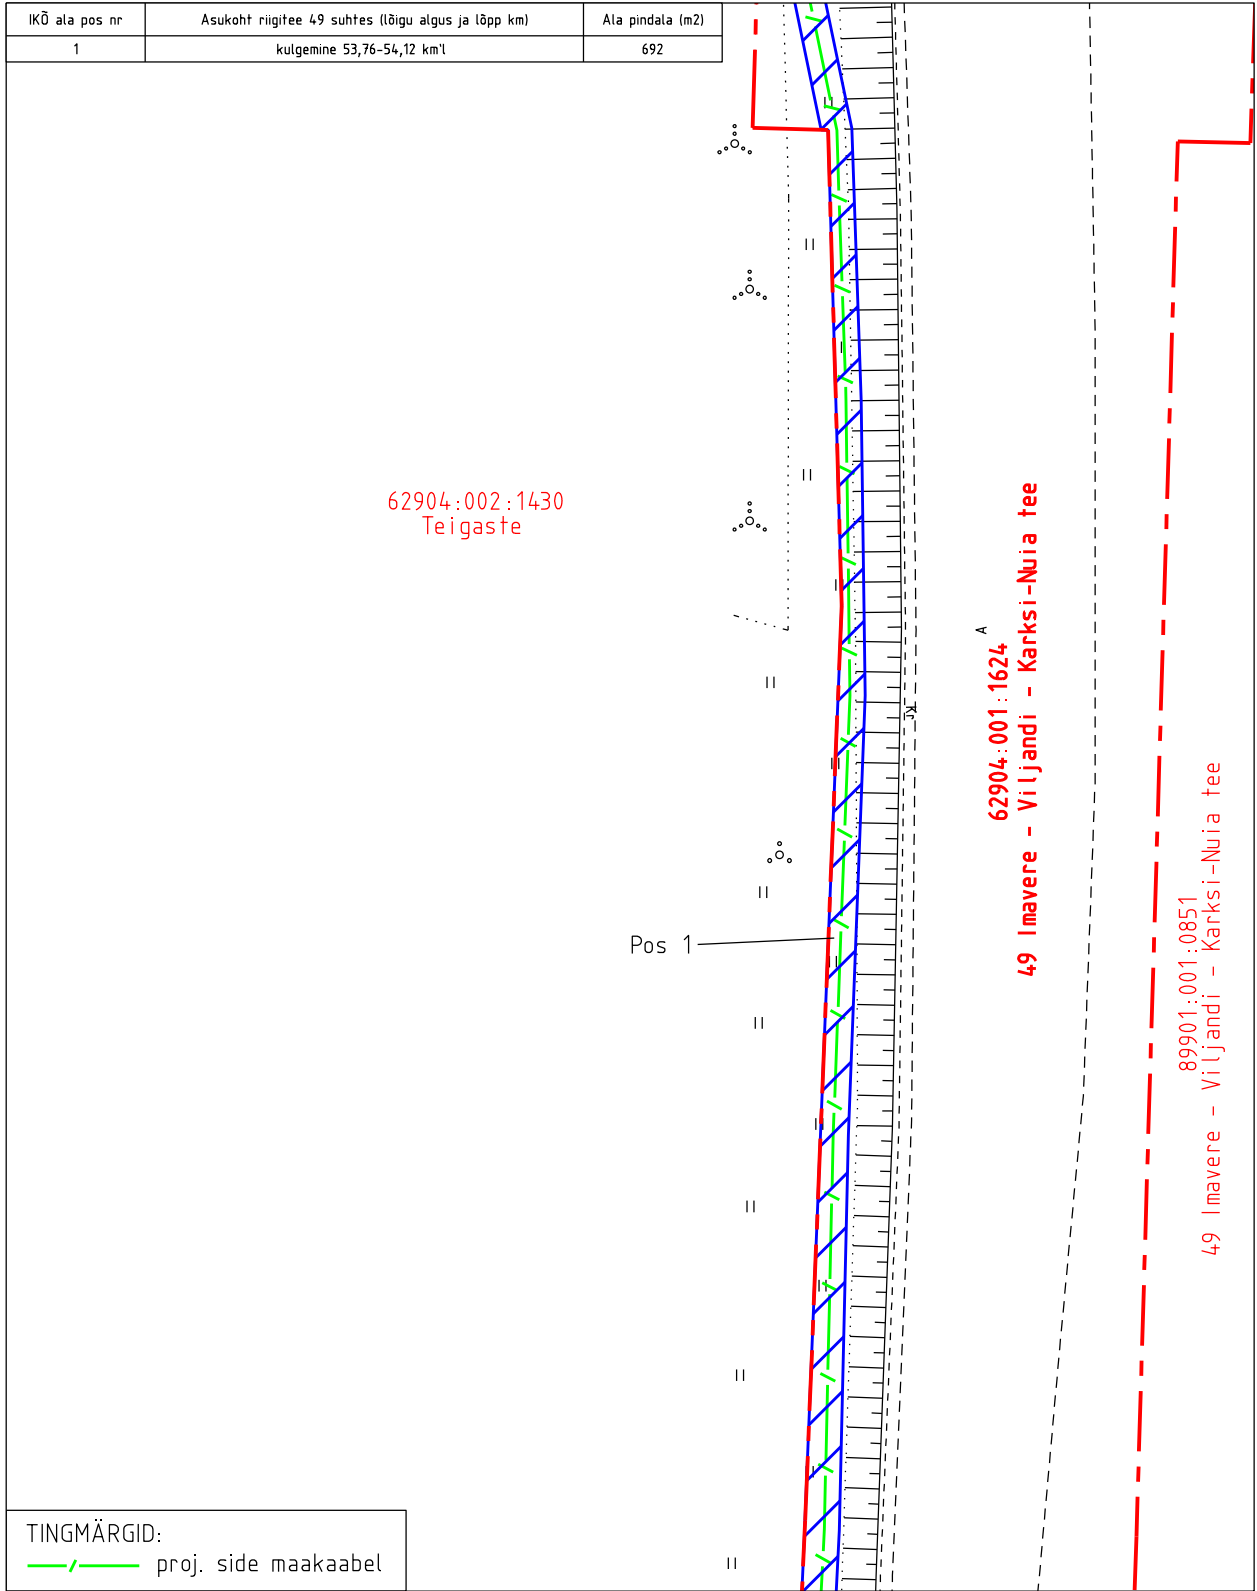 IKÕ ala pos nr
Asukoht riigitee 49 suhtes (lõigu algus ja lõpp km)
Ala pindala (m2)
1
kulgemine 53,76-54,12 km'l
692
62904:002:1430
Teigaste
A
62904:001:1624
49 Imavere - Viljandi - Karksi-Nuia tee
Kr
89901:001:0851
49 Imavere - Viljandi - Karksi-Nuia tee
Pos 1
TINGMÄRGID:
proj. side maakaabel